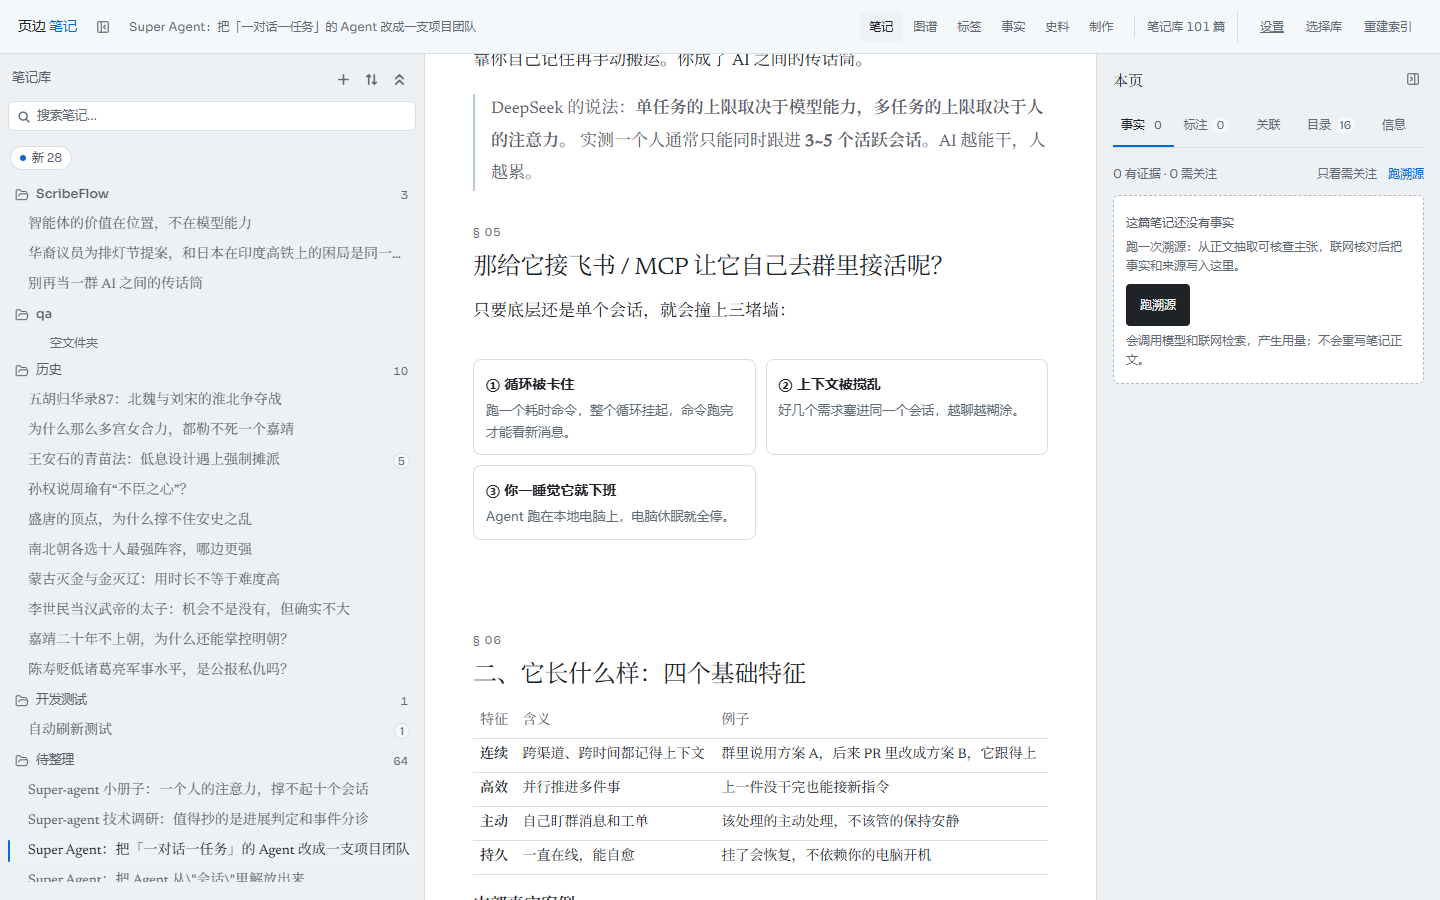 页边 笔记
Super Agent：把「一对话一任务」的 Agent 改成一支项目团队
笔记
图谱
标签
事实
史料
制作
笔记库 101 篇
设置
选择库
重建索引
笔记库
搜索笔记...
新 28
ScribeFlow 3
智能体的价值在位置，不在模型能力
华裔议员为排灯节提案，和日本在印度高铁上的困局是同一...
别再当一群 AI 之间的传话筒
qa
空文件夹
历史 10
五胡归华录87：北魏与刘宋的淮北争夺战
为什么那么多宫女合力，都勒不死一个嘉靖
王安石的青苗法：低息设计遇上强制摊派 5
孙权说周瑜有“不臣之心”？
盛唐的顶点，为什么撑不住安史之乱
南北朝各选十人最强阵容，哪边更强
蒙古灭金与金灭辽：用时长不等于难度高
李世民当汉武帝的太子：机会不是没有，但确实不大
嘉靖二十年不上朝，为什么还能掌控明朝？
陈寿贬低诸葛亮军事水平，是公报私仇吗？
开发测试 1
自动刷新测试 1
待整理 64
Super-agent 小册子：一个人的注意力，撑不起十个会话
Super-agent 技术调研：值得抄的是进展判定和事件分诊
Super Agent：把「一对话一任务」的 Agent 改成一支项目团队
Super Agent：把 Agent 从\"会话\"里解放出来
靠你自己记住再手动搬运。你成了 AI 之间的传话筒。
DeepSeek 的说法：单任务的上限取决于模型能力，多任务的上限取决于人
的注意力。 实测一个人通常只能同时跟进 3~5 个活跃会话。AI 越能干，人
越累。
§ 05
那给它接飞书 / MCP 让它自己去群里接活呢？
只要底层还是单个会话，就会撞上三堵墙：
① 循环被卡住
跑一个耗时命令，整个循环挂起，命令跑完
才能看新消息。
② 上下文被搅乱
好几个需求塞进同一个会话，越聊越糊涂。
③ 你一睡觉它就下班
Agent 跑在本地电脑上，电脑休眠就全停。
§ 06
二、它长什么样：四个基础特征
特征 含义 例子
连续 跨渠道、跨时间都记得上下文 群里说用方案 A，后来 PR 里改成方案 B，它跟得上
高效 并行推进多件事 上一件没干完也能接新指令
主动 自己盯群消息和工单 该处理的主动处理，不该管的保持安静
持久 一直在线，能自愈 挂了会恢复，不依赖你的电脑开机
本页
事实 0
标注 0
关联
目录 16
信息
0 有证据 · 0 需关注
只看需关注
跑溯源
这篇笔记还没有事实
跑一次溯源：从正文抽取可核查主张，联网核对后把
事实和来源写入这里。
跑溯源
会调用模型和联网检索，产生用量；不会重写笔记正
文。